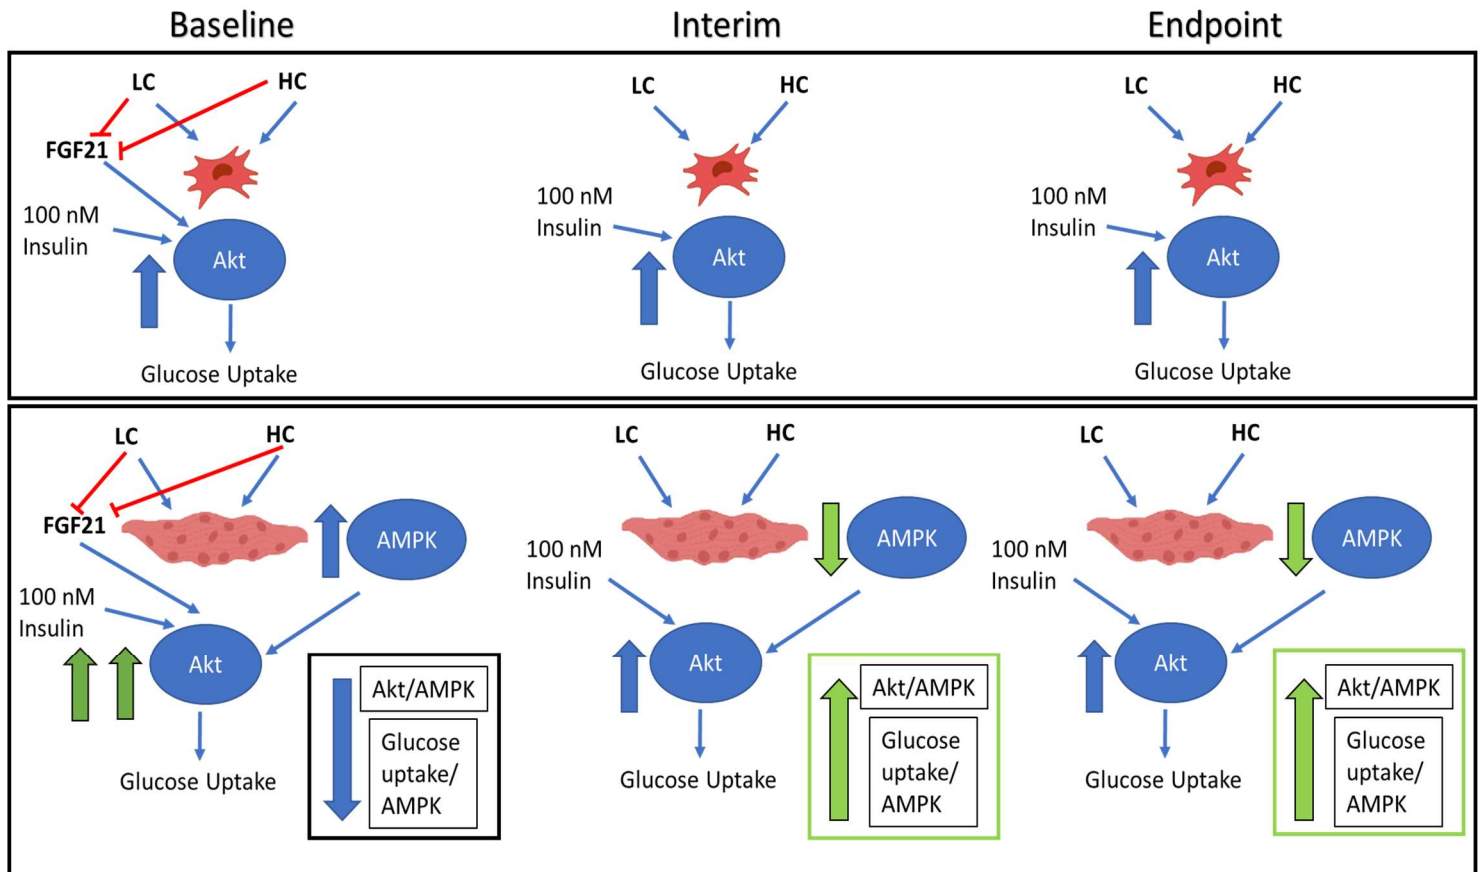 Baseline
Interim
Endpoint
LC
HC
FGF21
100 nM
Insulin
Akt
Glucose Uptake
LC
HC
100 nM
Insulin
Akt
Glucose Uptake
LC
HC
100 nM
Insulin
Akt
Glucose Uptake
LC
HC
FGF21
AMPK
100 nM
Insulin
Akt
Akt/AMPK
Glucose
uptake/
AMPK
Glucose Uptake
LC
HC
AMPK
100 nM
Insulin
Akt
Akt/AMPK
Glucose
uptake/
AMPK
Glucose Uptake
LC
HC
AMPK
100 nM
Insulin
Akt
Akt/AMPK
Glucose
uptake/
AMPK
Glucose Uptake